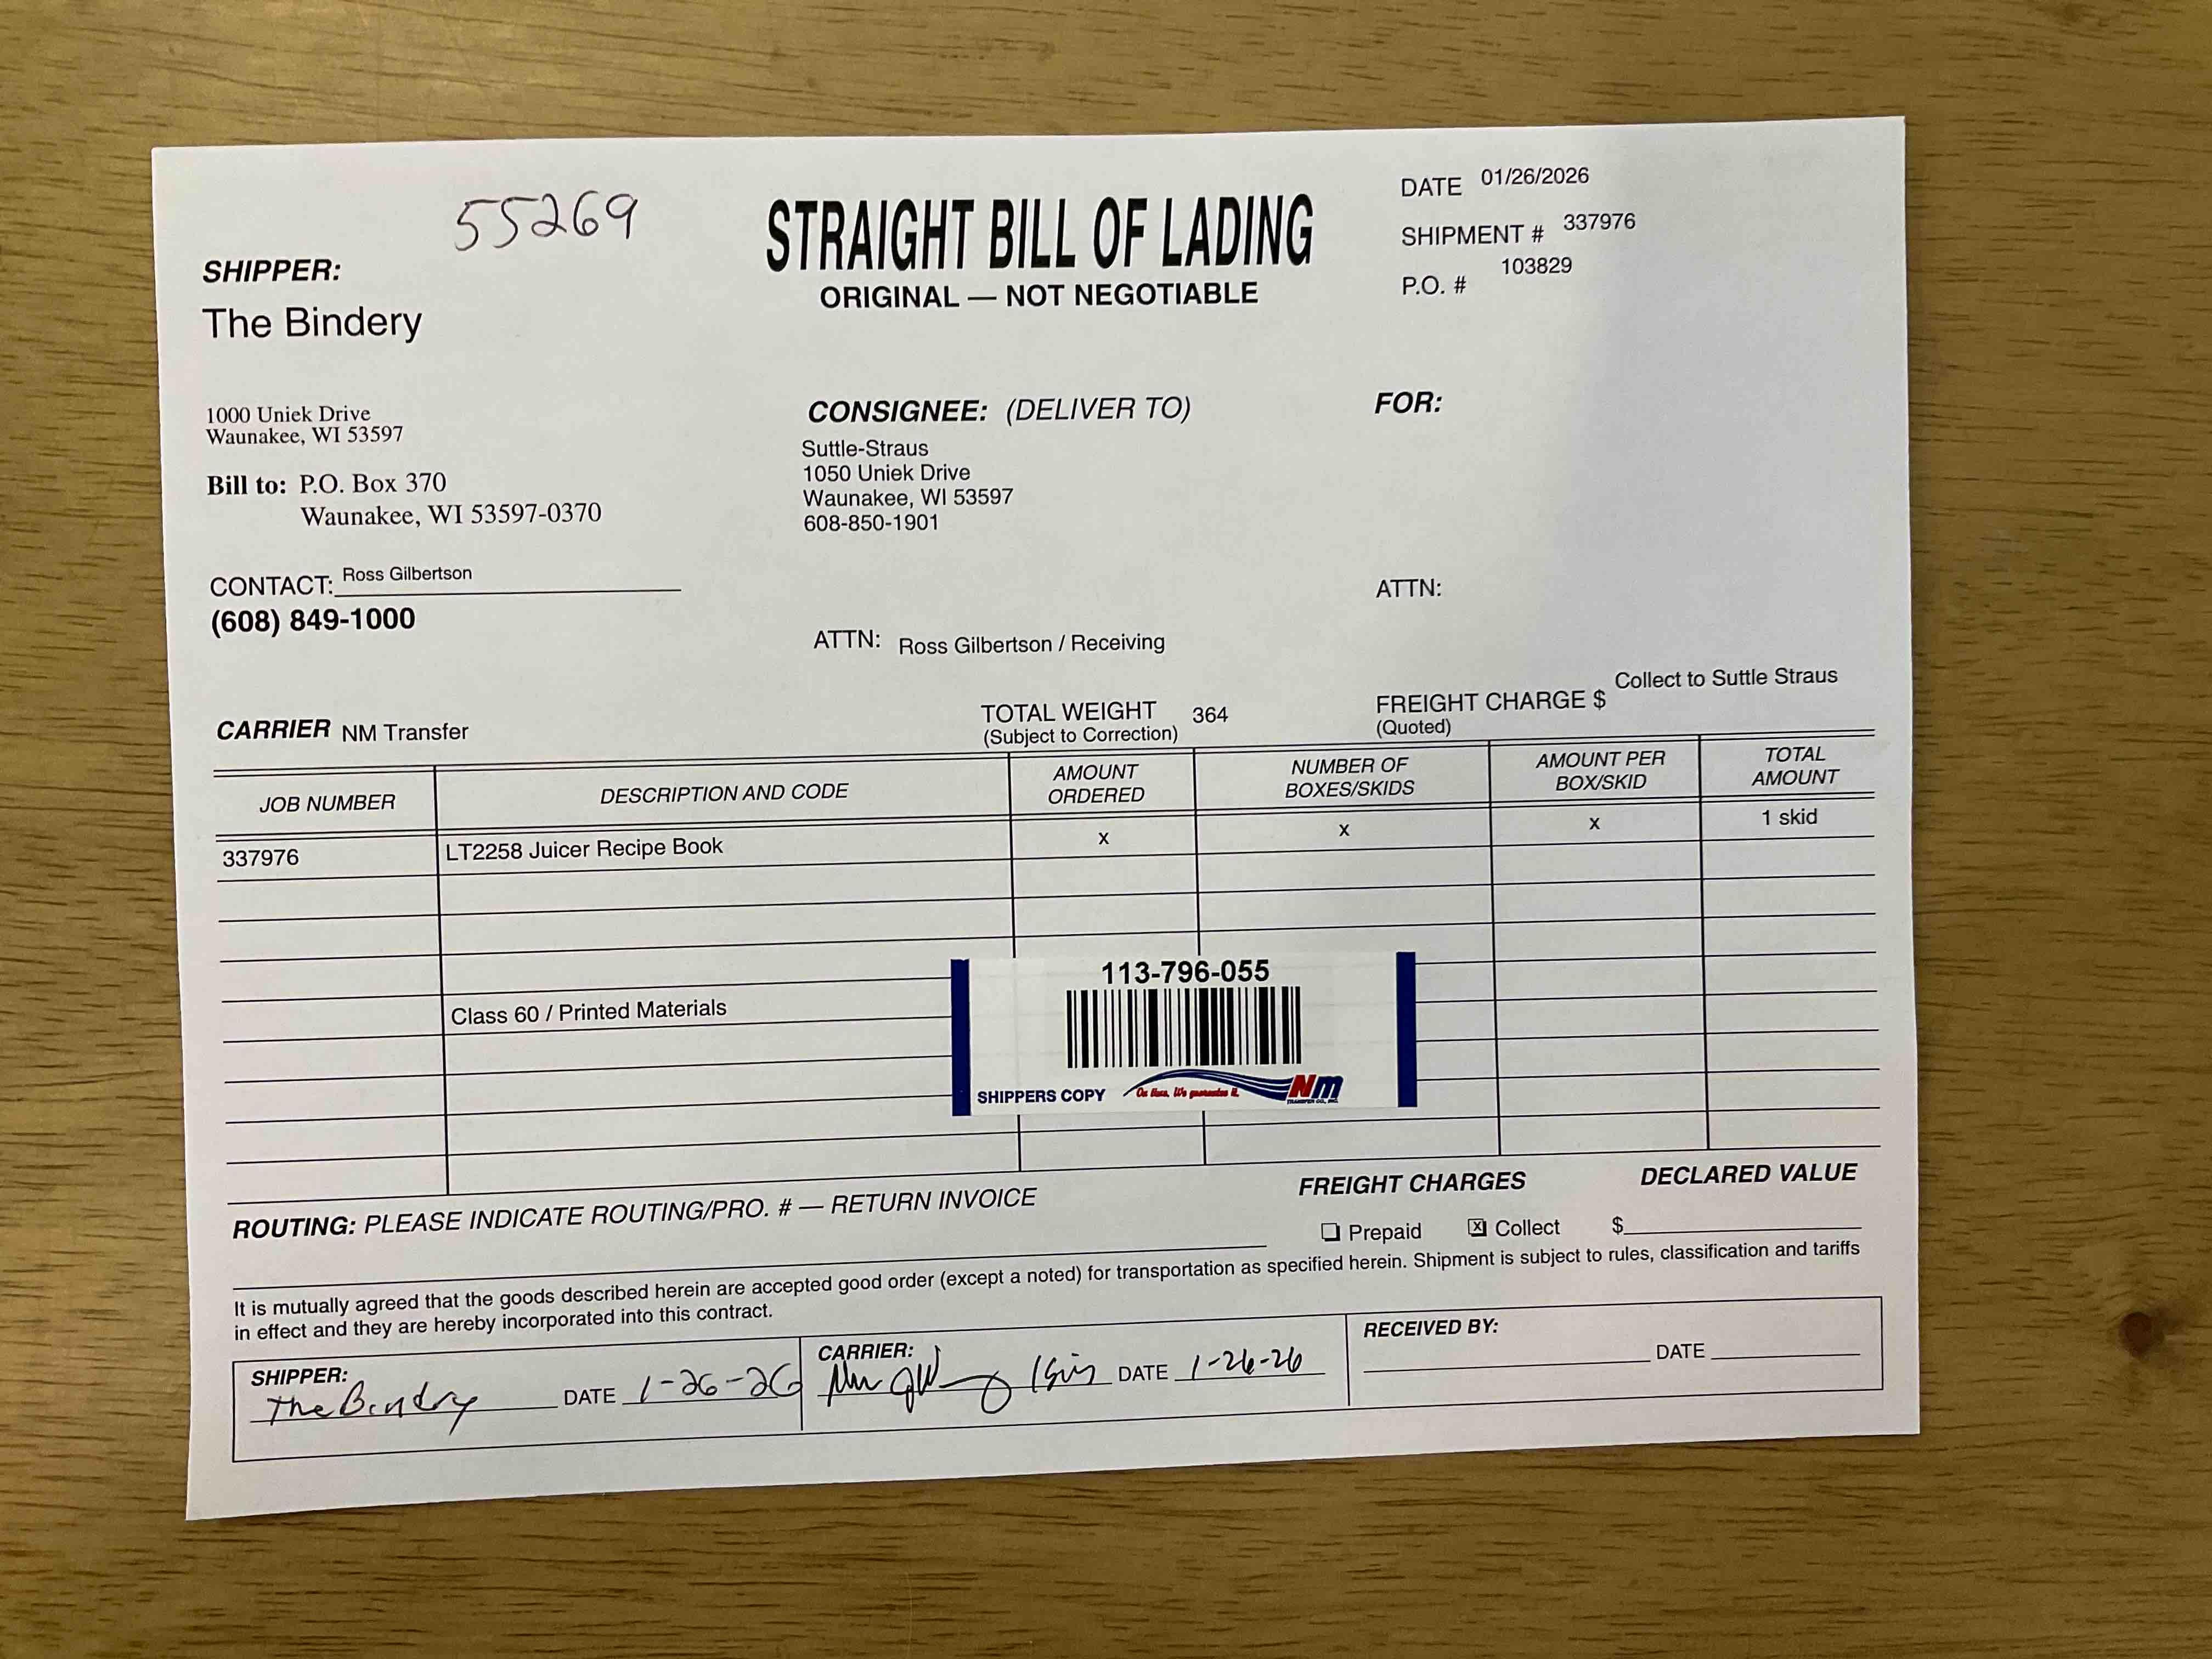 55269
STRAIGHT BILL OF LADING
ORIGINAL — NOT NEGOTIABLE
DATE 01/26/2026
SHIPMENT # 337976
P.O. # 103829
SHIPPER:
The Bindery
1000 Uniek Drive
Waunakee, WI 53597
Bill to: P.O. Box 370
Waunakee, WI 53597-0370
CONTACT: Ross Gilbertson
(608) 849-1000
CONSIGNEE: (DELIVER TO)
Suttle-Straus
1050 Uniek Drive
Waunakee, WI 53597
608-850-1901
ATTN: Ross Gilbertson / Receiving
FOR:
ATTN:
CARRIER NM Transfer
TOTAL WEIGHT 364
(Subject to Correction)
FREIGHT CHARGE $ Collect to Suttle Straus
(Quoted)
JOB NUMBER DESCRIPTION AND CODE AMOUNT ORDERED NUMBER OF BOXES/SKIDS AMOUNT PER BOX/SKID TOTAL AMOUNT
337976 LT2258 Juicer Recipe Book x x x 1 skid
Class 60 / Printed Materials
113-796-055
SHIPPERS COPY On time. We guarantee it. Nm
TRANSFER CO., INC.
ROUTING: PLEASE INDICATE ROUTING/PRO. # — RETURN INVOICE
FREIGHT CHARGES DECLARED VALUE
Prepaid x Collect $
It is mutually agreed that the goods described herein are accepted good order (except a noted) for transportation as specified herein. Shipment is subject to rules, classification and tariffs
in effect and they are hereby incorporated into this contract.
SHIPPER:
The Bindery DATE 1-26-26
CARRIER:
DATE 1-26-26
RECEIVED BY:
DATE